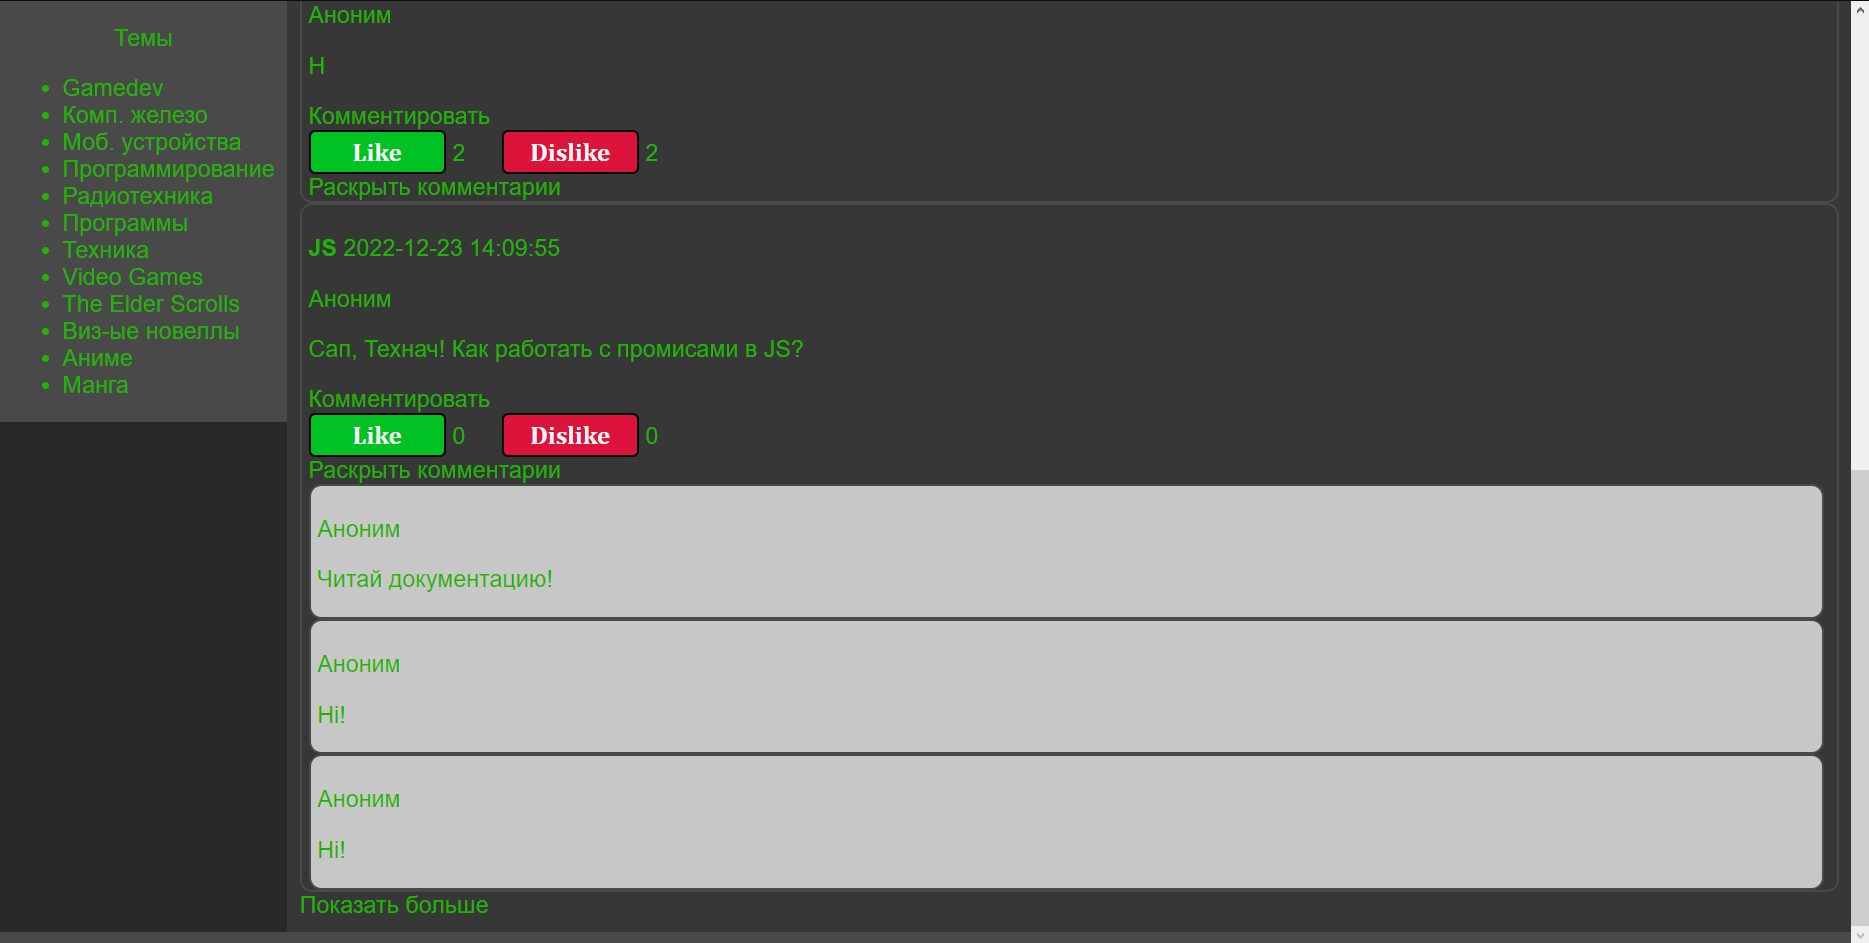 Темы
Gamedev
Комп. железо
Моб. устройства
Программирование
Радиотехника
Программы
Техника
Video Games
The Elder Scrolls
Виз-ые новеллы
Аниме
Манга
Аноним
Н
Комментировать
Like 2 Dislike 2
Раскрыть комментарии
JS 2022-12-23 14:09:55
Аноним
Сап, Технач! Как работать с промисами в JS?
Комментировать
Like 0 Dislike 0
Раскрыть комментарии
Аноним
Читай документацию!
Аноним
Hi!
Аноним
Hi!
Показать больше